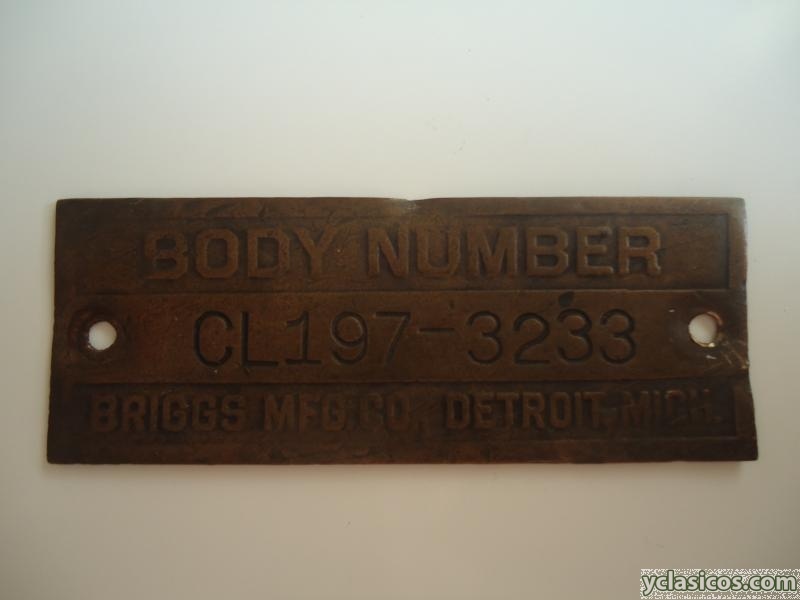 BODY NUMBER
CL197-3233
BRIGGS MFG. CO., DETROIT, MICH.
yclasicos.com